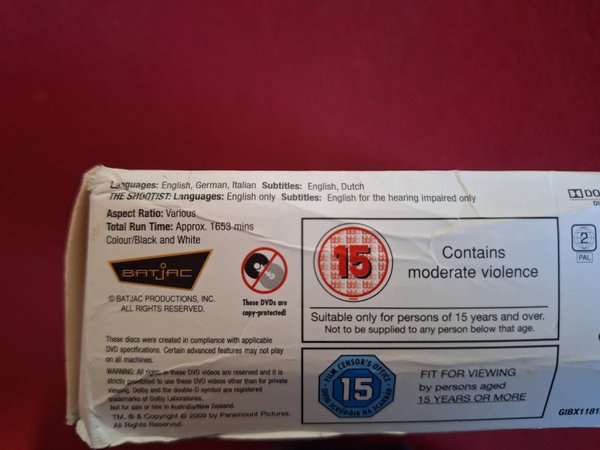 Languages: English, German, Italian Subtitles: English, Dutch
THE SHOOTIST: Languages: English only Subtitles: English for the hearing impaired only
Aspect Ratio: Various
Total Run Time: Approx. 1653 mins
Colour/Black and White
BATJAC
© BATJAC PRODUCTIONS, INC.
ALL RIGHTS RESERVED.
These DVDs are
copy-protected!
These discs were created in compliance with applicable
DVD specifications. Certain advanced features may not play
on all machines.
WARNING: All rights in these DVD videos are reserved and it is
strictly prohibited to use these DVD videos other than for private
viewing. Dolby and the double-D symbol are registered
trademarks of Dolby Laboratories.
Not for sale or hire in Australia/New Zealand.
TM, ® & Copyright © 2009 by Paramount Pictures.
All Rights Reserved.
15
Contains
moderate violence
Suitable only for persons of 15 years and over.
Not to be supplied to any person below that age.
FILM CENSOR'S OFFICE
15
FIT FOR VIEWING
by persons aged
15 YEARS OR MORE
DO
2
PAL
GIBX1181